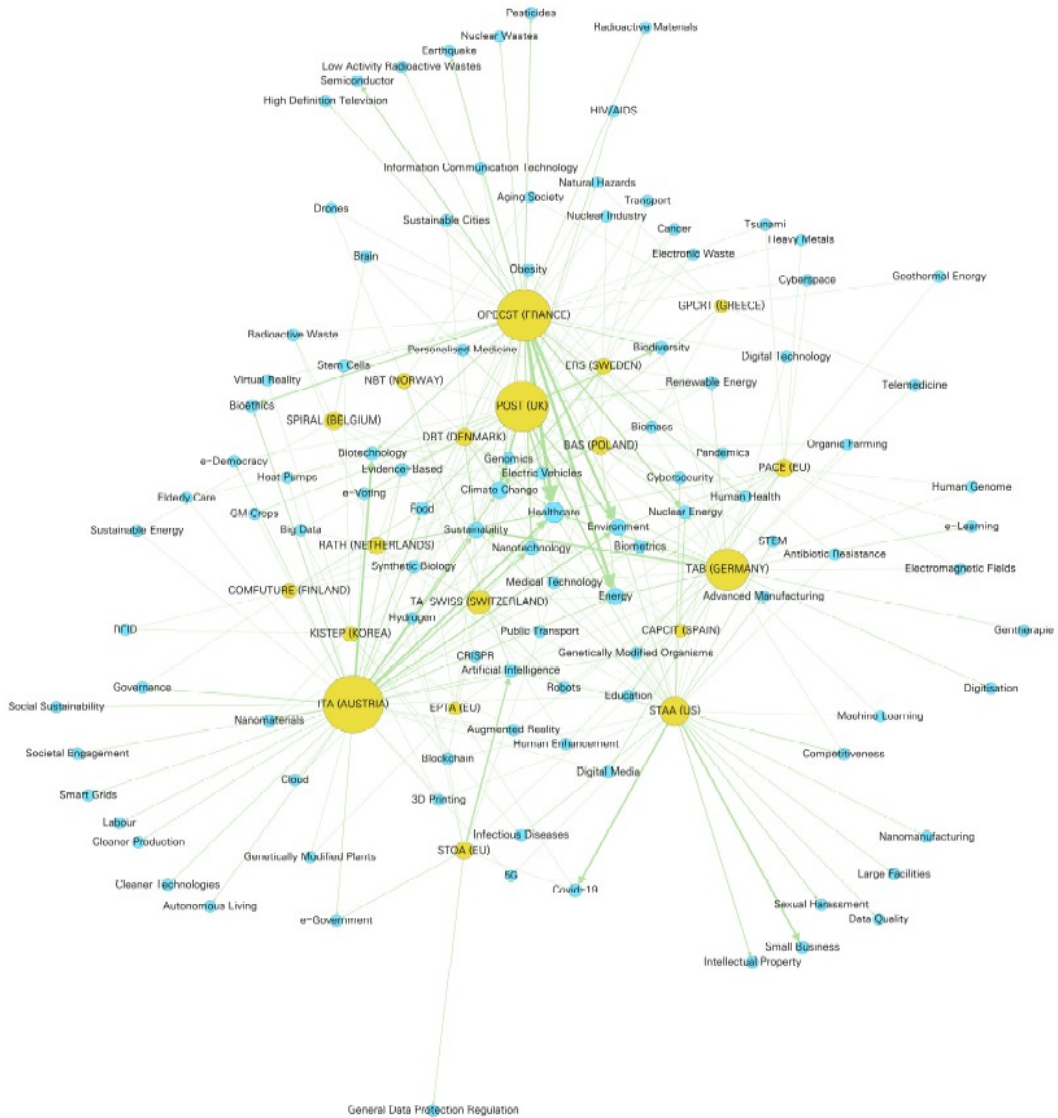 Pesticides
Radioactive Materials
Nuclear Wastes
Earthquake
Low Activity Radioactive Wastes
Semiconductor
High Definition Television
HIV/AIDS
Information Communication Technology
Natural Hazards
Aging Society
Transport
Drones
Sustainable Cities
Nuclear Industry
Tsunami
Cancer
Heavy Metals
Brain
Electronic Waste
Obesity
Cyberspace
Geothermal Energy
GPCRT (GREECE)
OPECST (FRANCE)
Radioactive Waste
Personalised Medicine
Biodiversity
Digital Technology
Stem Cells
ERS (SWEDEN)
Virtual Reality
NBT (NORWAY)
Renewable Energy
Telemedicine
Bioethics
POST (UK)
SPIRAL (BELGIUM)
Biomass
DBT (DENMARK)
BAS (POLAND)
Organic Farming
Biotechnology
Pandemics
e-Democracy
Genomics
Evidence-Based
Electric Vehicles
PACE (EU)
Heat Pumps
Cybersecurity
Human Genome
e-Voting
Climate Change
Elderly Care
Human Health
Food
Healthcare
Nuclear Energy
GM Crops
Sustainable Energy
Big Data
Sustainability
Environment
e-Learning
RATH (NETHERLANDS)
Nanotechnology
Biometrics
STEM
Antibiotic Resistance
Synthetic Biology
TAB (GERMANY)
Electromagnetic Fields
COMFUTURE (FINLAND)
Medical Technology
TA-SWISS (SWITZERLAND)
Energy
Advanced Manufacturing
Hydrogen
RFID
KISTEP (KOREA)
Public Transport
CAPCIT (SPAIN)
Gentherapie
CRISPR
Genetically Modified Organisms
Artificial Intelligence
Governance
Robots
Education
Digitisation
Social Sustainability
ITA (AUSTRIA)
EPTA (EU)
STAA (US)
Nanomaterials
Machine Learning
Augmented Reality
Human Enhancement
Societal Engagement
Blockchain
Competitiveness
Cloud
Digital Media
Smart Grids
3D Printing
Labour
Infectious Diseases
Nanomanufacturing
Cleaner Production
STOA (EU)
Genetically Modified Plants
5G
Large Facilities
Cleaner Technologies
Covid-19
Autonomous Living
Sexual Harassment
e-Government
Data Quality
Small Business
Intellectual Property
General Data Protection Regulation